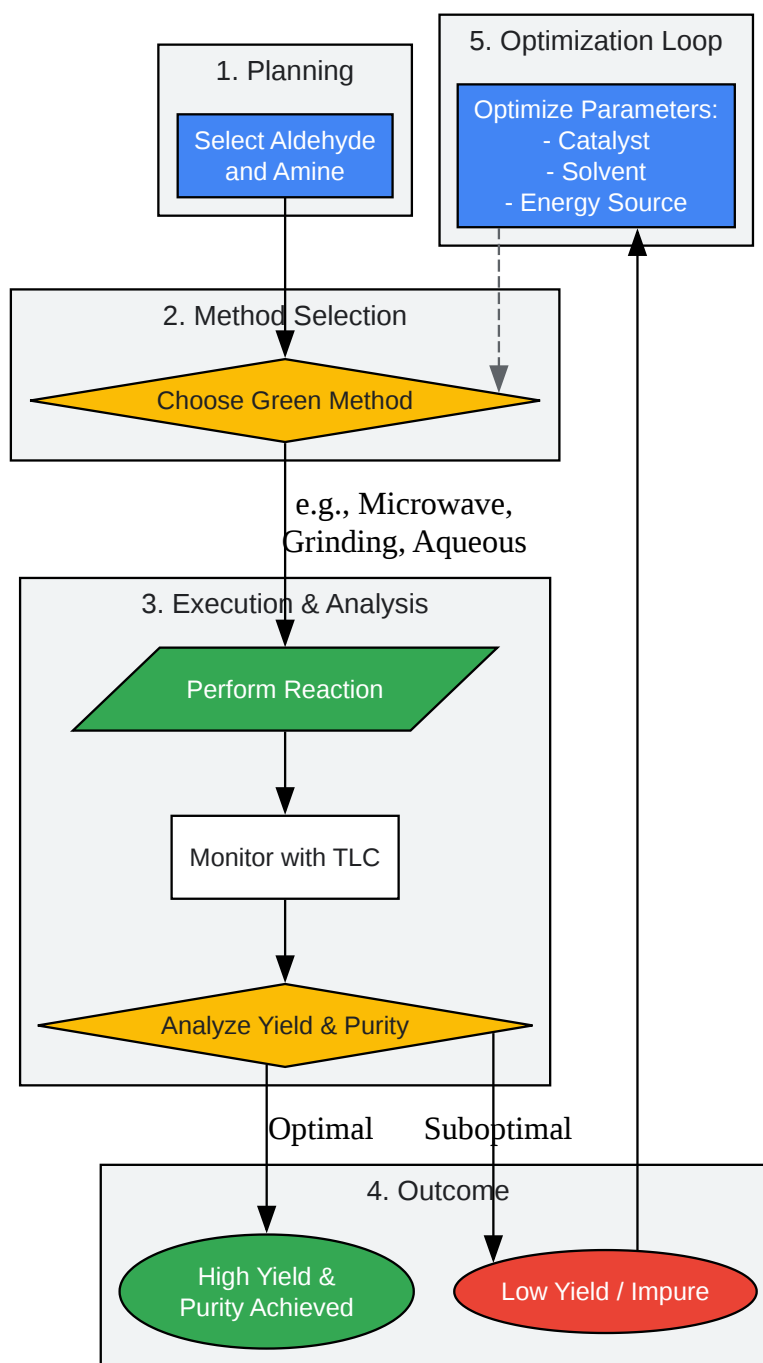 1. Planning
Select Aldehyde
and Amine
5. Optimization Loop
Optimize Parameters:
- Catalyst
- Solvent
- Energy Source
2. Method Selection
Choose Green Method
e.g., Microwave,
Grinding, Aqueous
3. Execution & Analysis
Perform Reaction
Monitor with TLC
Analyze Yield & Purity
Optimal
Suboptimal
4. Outcome
High Yield &
Purity Achieved
Low Yield / Impure